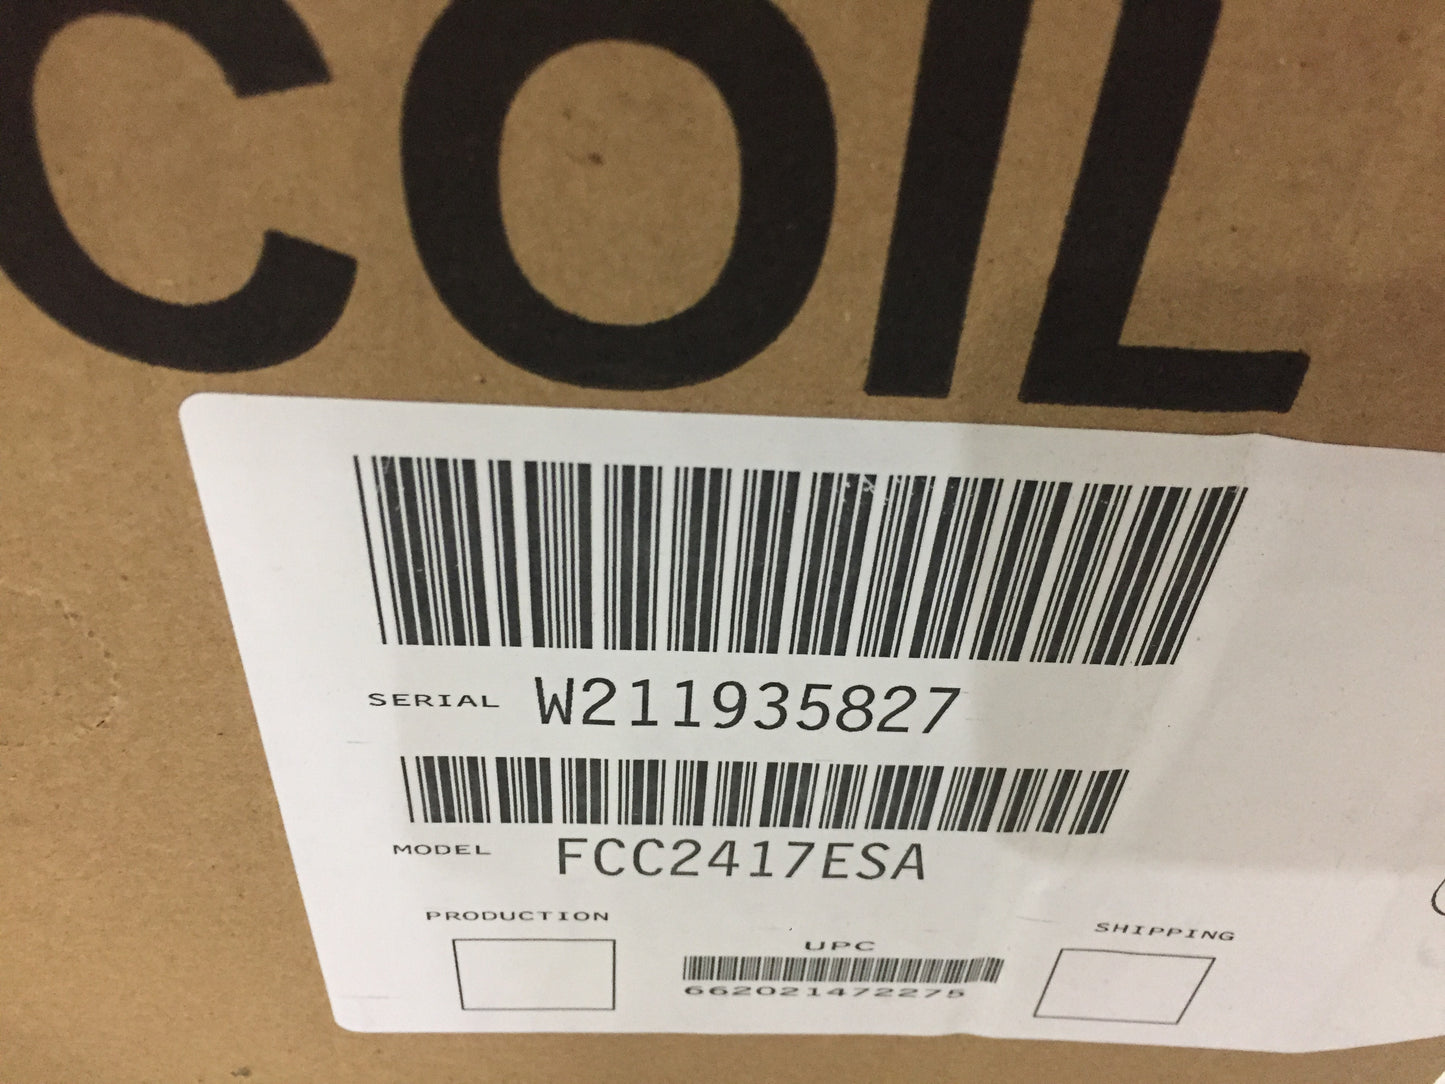 COIL
SERIAL W211935827
MODEL FCC2417ESA
PRODUCTION
UPC
SHIPPING
662021472275